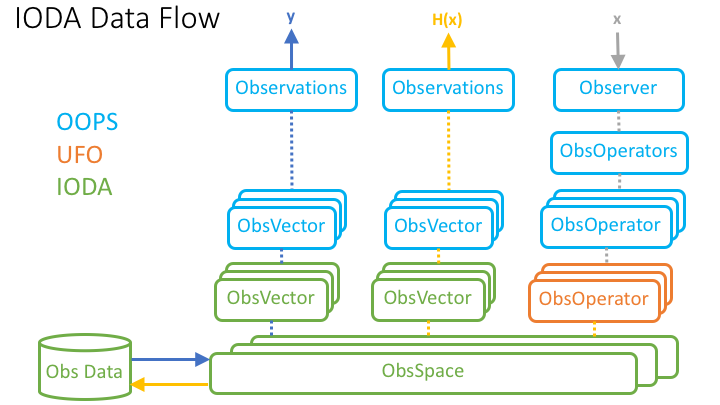 IODA Data Flow
y
H(x)
x
Observations
Observations
Observer
OOPS
UFO
IODA
ObsOperators
ObsVector
ObsVector
ObsOperator
ObsVector
ObsVector
ObsOperator
Obs Data
ObsSpace